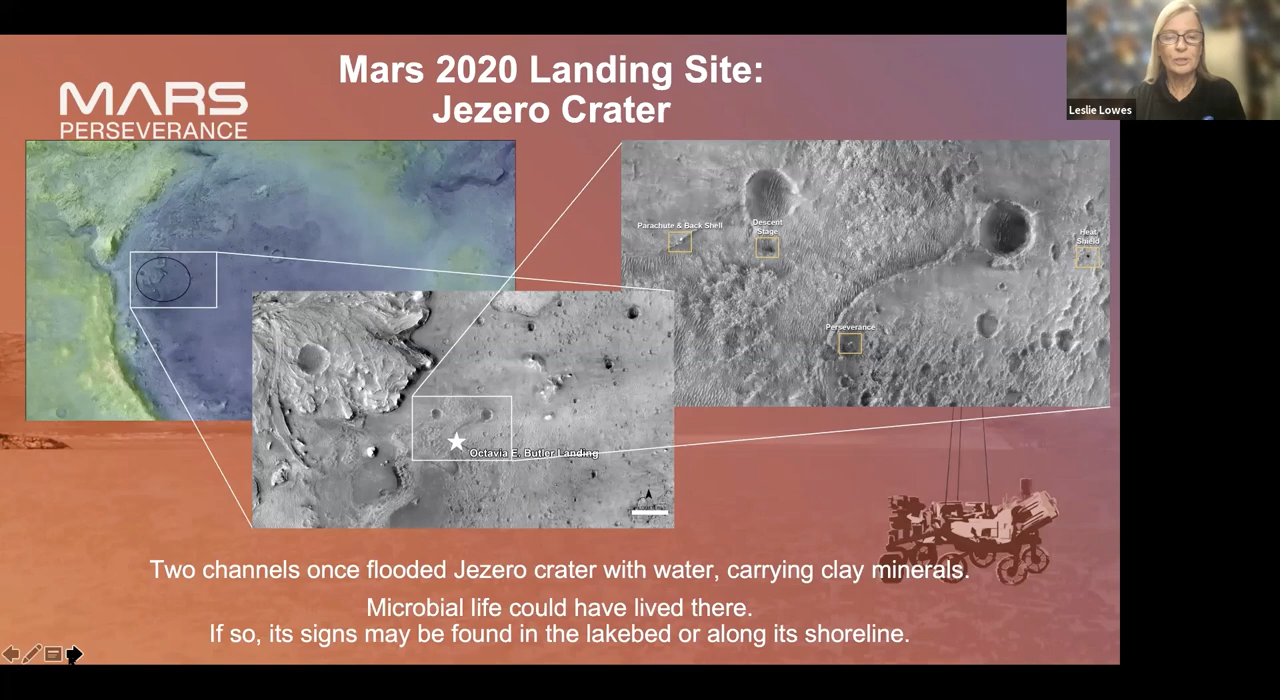 Mars 2020 Landing Site:
Jezero Crater
MARS
PERSEVERANCE
Leslie Lowes
Parachute & Back Shell
Descent
Stage
Heat
Shield
Perseverance
Octavia E. Butler Landing
Two channels once flooded Jezero crater with water, carrying clay minerals.
Microbial life could have lived there.
If so, its signs may be found in the lakebed or along its shoreline.